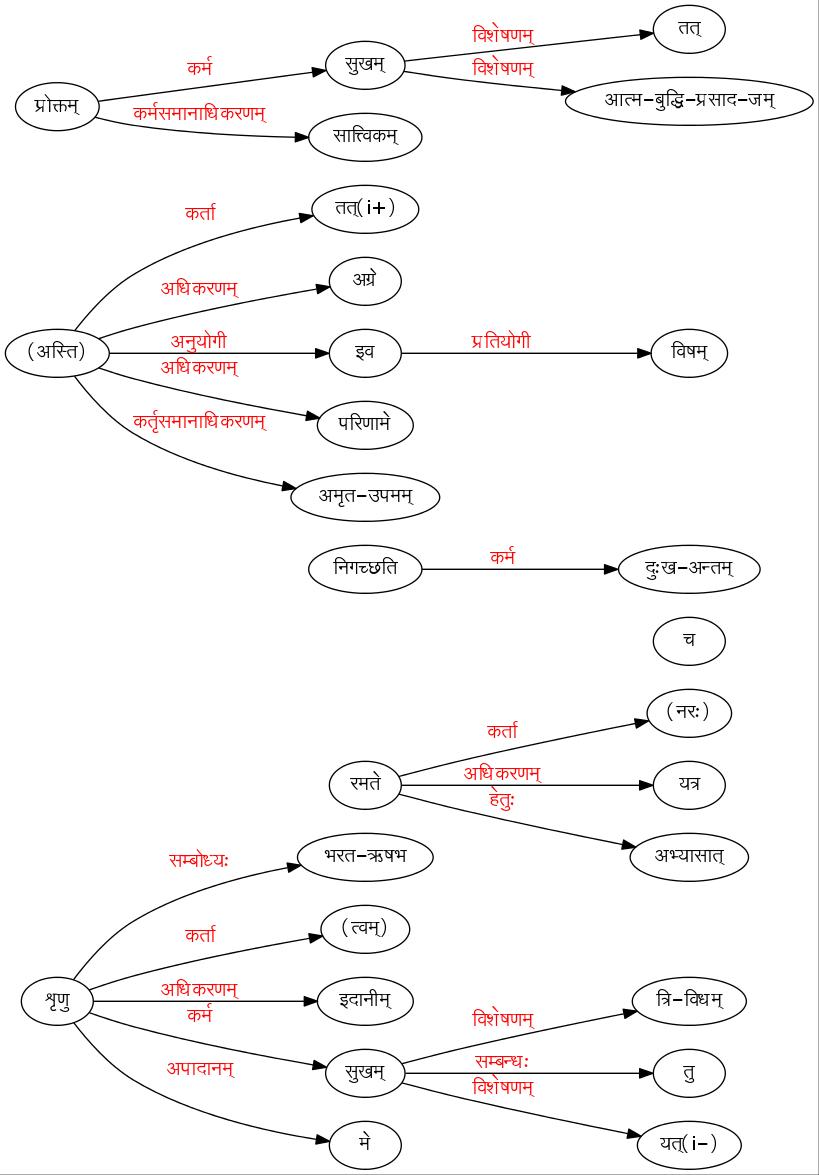 तत्
विशेषणम्
सुखम्
कर्म
विशेषणम्
प्रोक्तम्
आत्म-बुद्धि-प्रसाद-जम्
कर्मसमानाधिकरणम्
सात्त्विकम्
कर्ता
तत्(i+)
अधिकरणम्
अग्रे
(अस्ति)
अनुयोगी
इव
प्रतियोगी
विषम्
अधिकरणम्
परिणामे
कर्तृसमानाधिकरणम्
अमृत-उपमम्
निगच्छति
कर्म
दुःख-अन्तम्
च
कर्ता
(नरः)
रमते
अधिकरणम्
यत्र
हेतुः
अभ्यासात्
सम्बोध्यः
भरत-ऋषभ
कर्ता
(त्वम्)
शृणु
अधिकरणम्
इदानीम्
त्रि-विधम्
कर्म
विशेषणम्
सुखम्
सम्बन्धः
तु
अपादानम्
विशेषणम्
मे
यत्(i-)